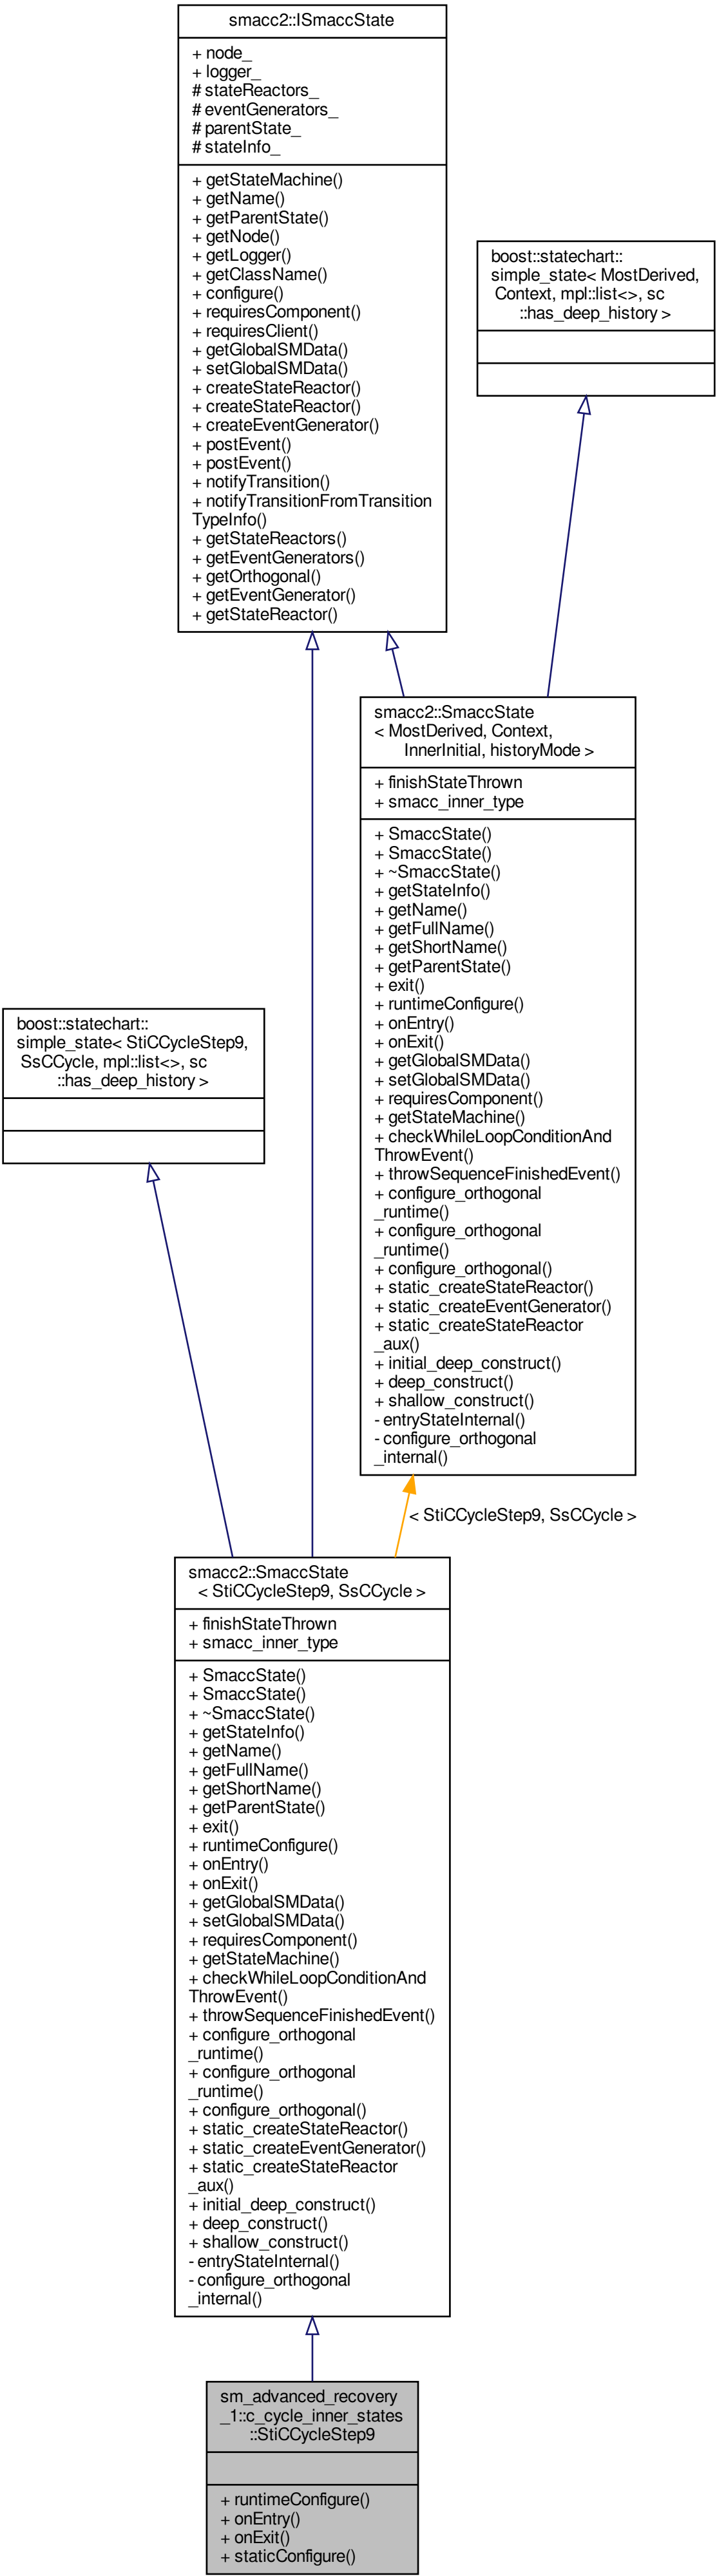 smacc2::ISmaccState
+ node_
+ logger_
# stateReactors_
# eventGenerators_
# parentState_
# stateInfo_
+ getStateMachine()
+ getName()
+ getParentState()
+ getNode()
+ getLogger()
+ getClassName()
+ configure()
+ requiresComponent()
+ requiresClient()
+ getGlobalSMData()
+ setGlobalSMData()
+ createStateReactor()
+ createStateReactor()
+ createEventGenerator()
+ postEvent()
+ postEvent()
+ notifyTransition()
+ notifyTransitionFromTransition
TypeInfo()
+ getStateReactors()
+ getEventGenerators()
+ getOrthogonal()
+ getEventGenerator()
+ getStateReactor()
boost::statechart::
simple_state< MostDerived,
Context, mpl::list<>, sc
::has_deep_history >
smacc2::SmaccState
< MostDerived, Context,
InnerInitial, historyMode >
+ finishStateThrown
+ smacc_inner_type
+ SmaccState()
+ SmaccState()
+ ~SmaccState()
+ getStateInfo()
+ getName()
+ getFullName()
+ getShortName()
+ getParentState()
+ exit()
+ runtimeConfigure()
+ onEntry()
+ onExit()
+ getGlobalSMData()
+ setGlobalSMData()
+ requiresComponent()
+ getStateMachine()
+ checkWhileLoopConditionAnd
ThrowEvent()
+ throwSequenceFinishedEvent()
+ configure_orthogonal
_runtime()
+ configure_orthogonal
_runtime()
+ configure_orthogonal()
+ static_createStateReactor()
+ static_createEventGenerator()
+ static_createStateReactor
_aux()
+ initial_deep_construct()
+ deep_construct()
+ shallow_construct()
- entryStateInternal()
- configure_orthogonal
_internal()
boost::statechart::
simple_state< StiCCycleStep9,
SsCCycle, mpl::list<>, sc
::has_deep_history >
< StiCCycleStep9, SsCCycle >
smacc2::SmaccState
< StiCCycleStep9, SsCCycle >
+ finishStateThrown
+ smacc_inner_type
+ SmaccState()
+ SmaccState()
+ ~SmaccState()
+ getStateInfo()
+ getName()
+ getFullName()
+ getShortName()
+ getParentState()
+ exit()
+ runtimeConfigure()
+ onEntry()
+ onExit()
+ getGlobalSMData()
+ setGlobalSMData()
+ requiresComponent()
+ getStateMachine()
+ checkWhileLoopConditionAnd
ThrowEvent()
+ throwSequenceFinishedEvent()
+ configure_orthogonal
_runtime()
+ configure_orthogonal
_runtime()
+ configure_orthogonal()
+ static_createStateReactor()
+ static_createEventGenerator()
+ static_createStateReactor
_aux()
+ initial_deep_construct()
+ deep_construct()
+ shallow_construct()
- entryStateInternal()
- configure_orthogonal
_internal()
sm_advanced_recovery
_1::c_cycle_inner_states
::StiCCycleStep9
+ runtimeConfigure()
+ onEntry()
+ onExit()
+ staticConfigure()